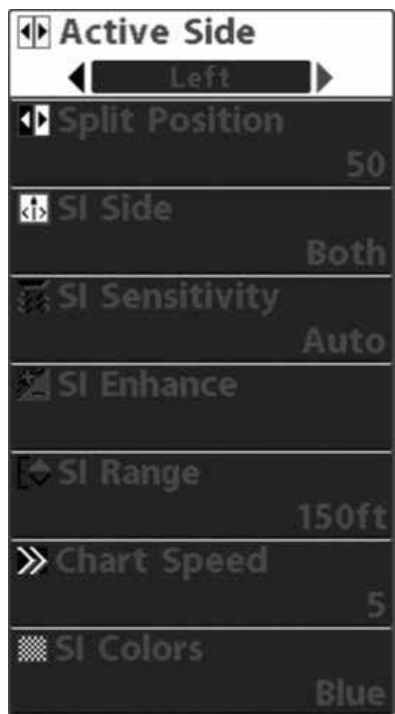 Active Side
Left
Split Position
50
SI Side
Both
SI Sensitivity
Auto
SI Enhance
SI Range
150ft
Chart Speed
5
SI Colors
Blue